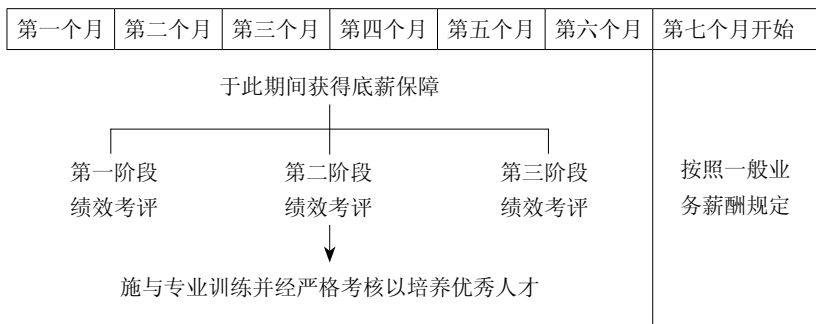 第一个月 第二个月 第三个月 第四个月 第五个月 第六个月 第七个月开始
于此期间获得底薪保障
第一阶段 第二阶段 第三阶段 按照一般业
绩效考评 绩效考评 绩效考评 务薪酬规定
施与专业训练并经严格考核以培养优秀人才